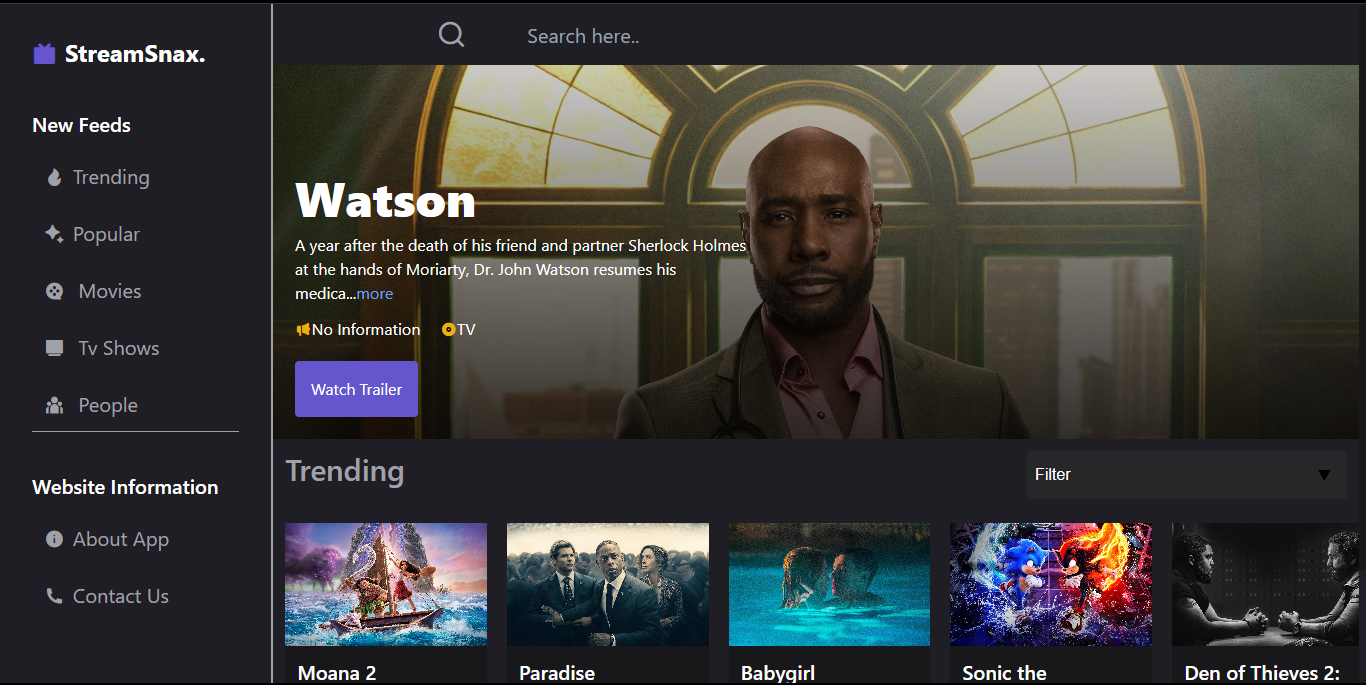 StreamSnax.
New Feeds
Trending
Popular
Movies
Tv Shows
People
Website Information
About App
Contact Us
Search here..
Watson
A year after the death of his friend and partner Sherlock Holmes
at the hands of Moriarty, Dr. John Watson resumes his
medica...more
No Information TV
Watch Trailer
Trending
Filter
Moana 2
Paradise
Babygirl
Sonic the
Den of Thieves 2: